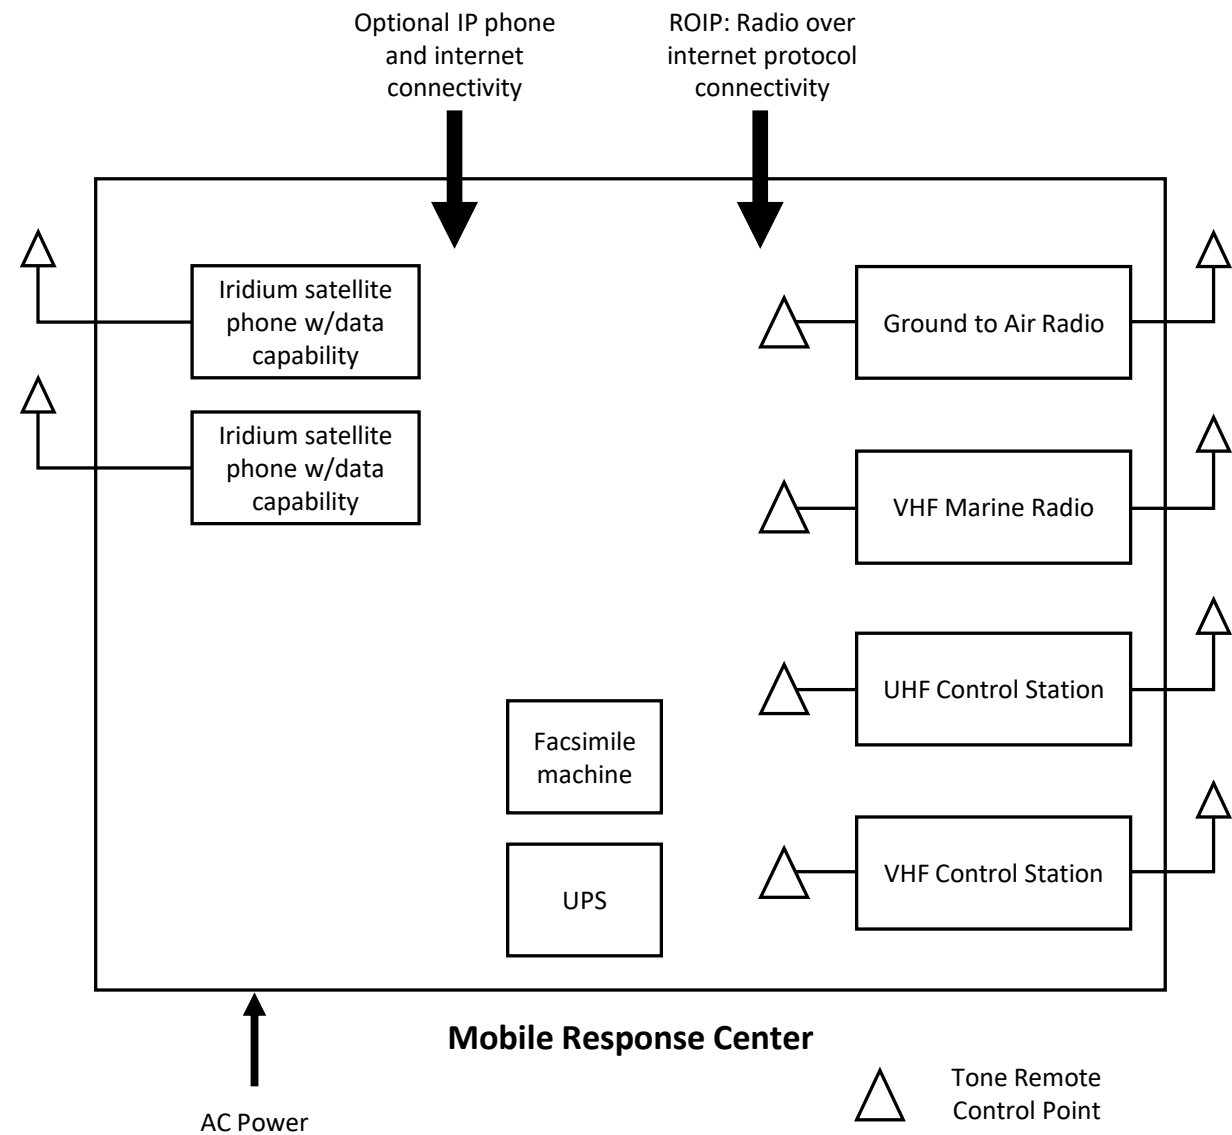 Optional IP phone
and internet
connectivity
ROIP: Radio over
internet protocol
connectivity
Iridium satellite
phone w/data
capability
Iridium satellite
phone w/data
capability
Ground to Air Radio
VHF Marine Radio
UHF Control Station
VHF Control Station
Facsimile
machine
UPS
Mobile Response Center
AC Power
Tone Remote
Control Point